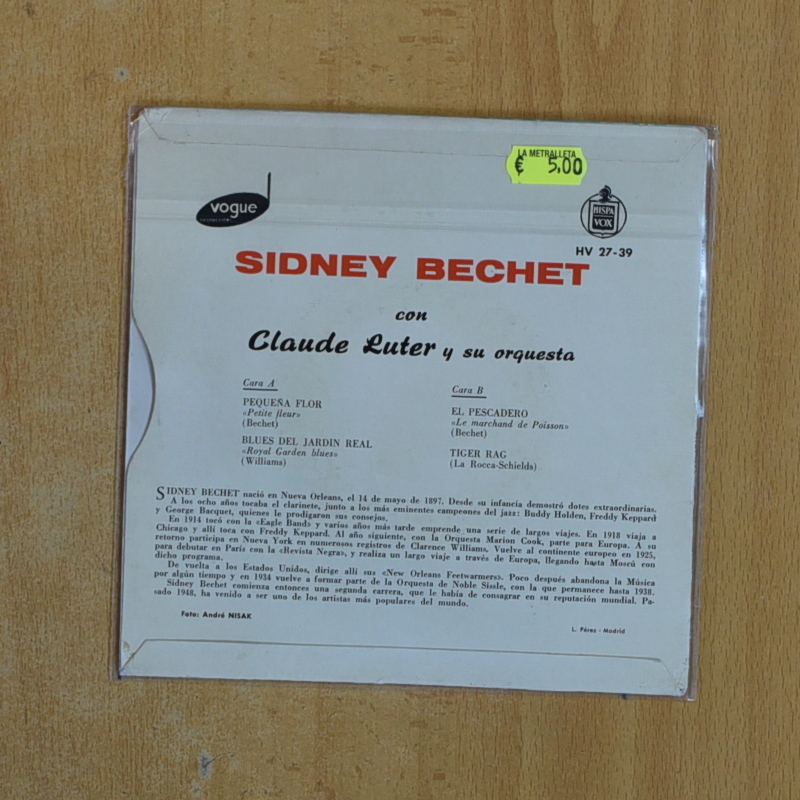 LA METRALLETA
€ 5,00
vogue
HISPA
VOX
HV 27-39
SIDNEY BECHET
con
Claude Luter y su orquesta
Cara A
PEQUEÑA FLOR
«Petite fleur»
(Bechet)
BLUES DEL JARDIN REAL
«Royal Garden blues»
(Williams)
Cara B
EL PESCADERO
«Le marchand de Poisson»
(Bechet)
TIGER RAG
(La Rocca-Schields)
SIDNEY BECHET nació en Nueva Orleans, el 14 de mayo de 1897. Desde su infancia demostró dotes extraordinarias.
A los ocho años tocaba el clarinete, junto a los más eminentes campeones del jazz: Buddy Holden, Freddy Keppard
y George Bacquet, quienes le prodigaron sus consejos.
En 1914 tocó con la «Eagle Band» y varios años más tarde emprende una serie de largos viajes. En 1918 viaja a
Chicago y allí toca con Freddy Keppard. Al año siguiente, con la Orquesta Marion Cook, parte para Europa. A su
retorno participa en Nueva York en numerosos registros de Clarence Williams. Vuelve al continente europeo en 1925,
para debutar en París con la «Revista Negra», y realiza un largo viaje a través de Europa, llegando hasta Moscú con
dicho programa.
De vuelta a los Estados Unidos, dirige allí sus «New Orleans Feetwarmers». Poco después abandona la Música
por algún tiempo y en 1934 vuelve a formar parte de la Orquesta de Noble Sissle, con la que permanece hasta 1938.
Sidney Bechet comienza entonces una segunda carrera, que le había de consagrar en su reputación mundial. Pa-
sado 1948, ha venido a ser uno de los artistas más populares del mundo.
Foto: André NISAK
L. Pérez - Madrid